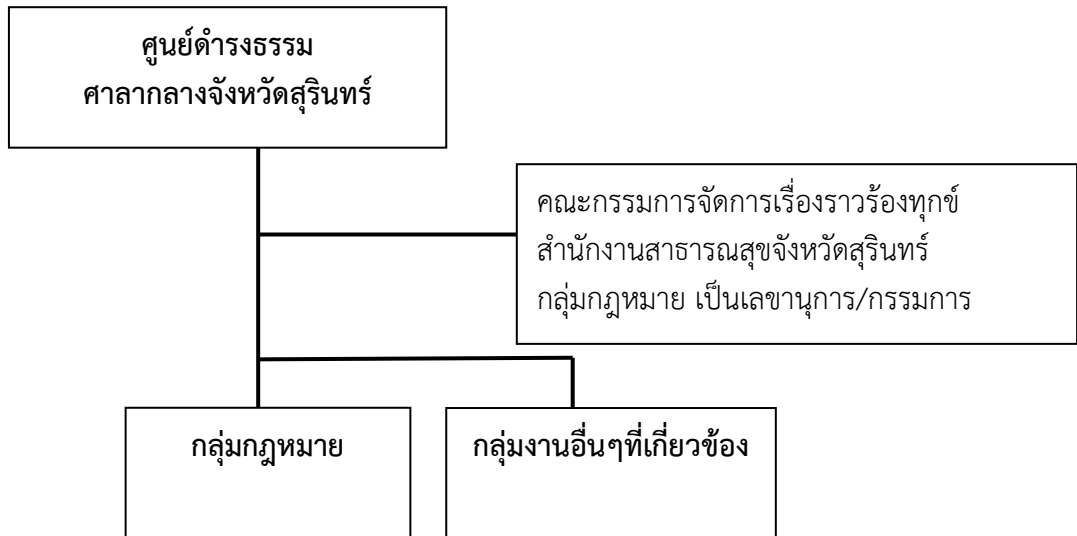 ศูนย์ดำรงธรรม
ศาลากลางจังหวัดสุรินทร์
คณะกรรมการจัดการเรื่องราวร้องทุกข์
สำนักงานสาธารณสุขจังหวัดสุรินทร์
กลุ่มกฎหมาย เป็นเลขานุการ/กรรมการ
กลุ่มกฎหมาย
กลุ่มงานอื่นๆที่เกี่ยวข้อง